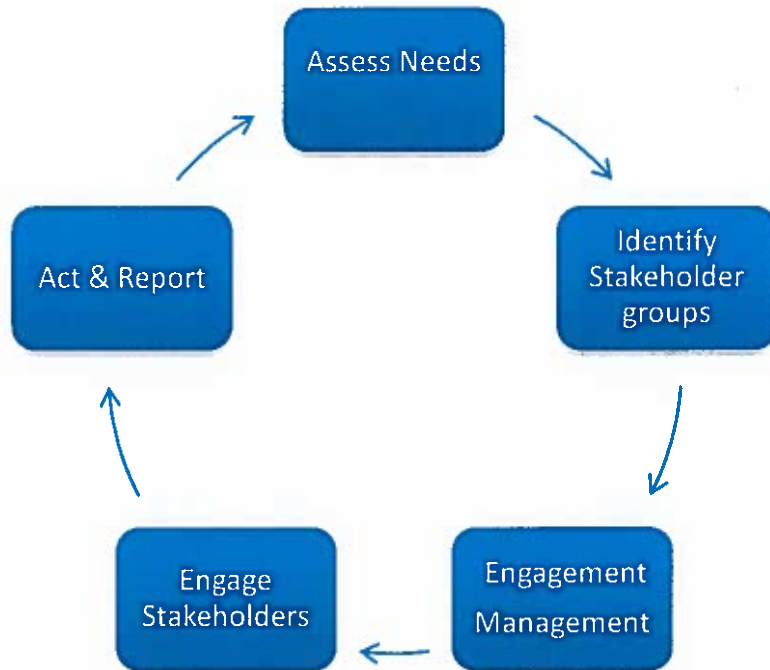 Assess Needs
Identify
Stakeholder
groups
Engagement
Management
Engage
Stakeholders
Act & Report